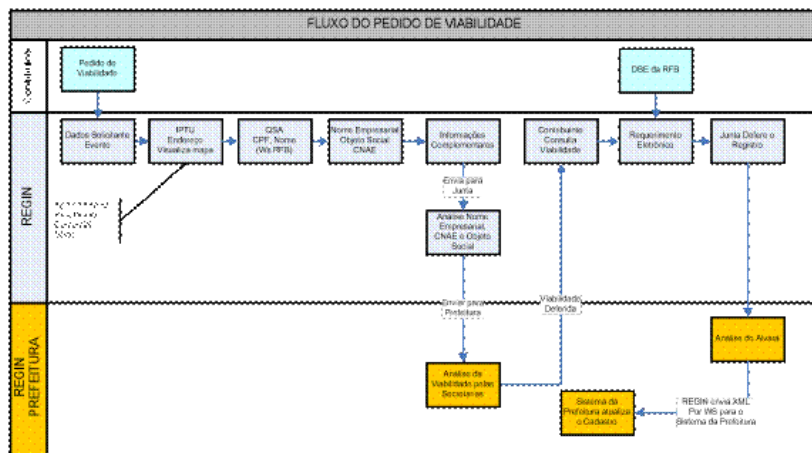 FLUXO DO PEDIDO DE VIABILIDADE
Pedido de
Viabilidade
DBE da RFB
REGIN
Dados Solicitante
Evento
IPTU
Endereço
Visualiza mapa
QSA
CPF, Nome
(Ws RFB)
Nome Empresarial
Objeto Social
CNAE
Informações
Complementares
Contribuinte
Consulta
Viabilidade
Requerimento
Eletrônico
Junta Defere o
Registro
Envia para
Junta
Análise Nome
Empresarial,
CNAE e Objeto
Social
Enviar para
Prefeitura
Viabilidade
Deferida
REGIN
PREFEITURA
Análise da
Viabilidade pelas
Secretarias
Análise do Alvará
Sistema da
Prefeitura atualiza
o Cadastro
REGIN envia XML
Por WS para o
Sistema da Prefeitura